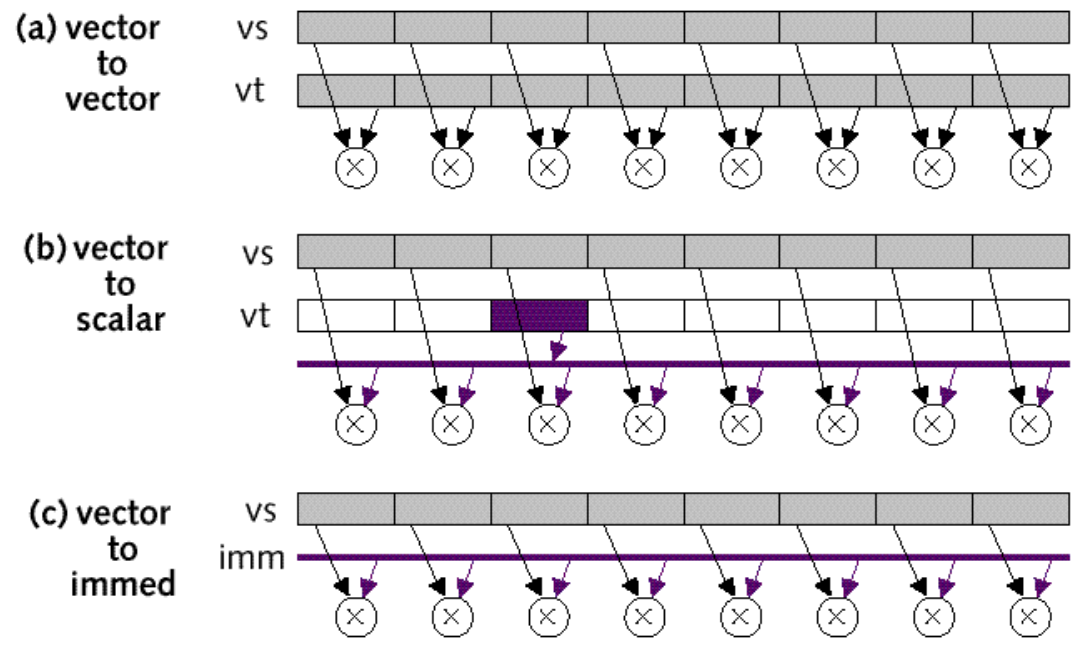 (a) vector
to
vector
vs
vt
(b) vector
to
scalar
vs
vt
(c) vector
to
immed
vs
imm